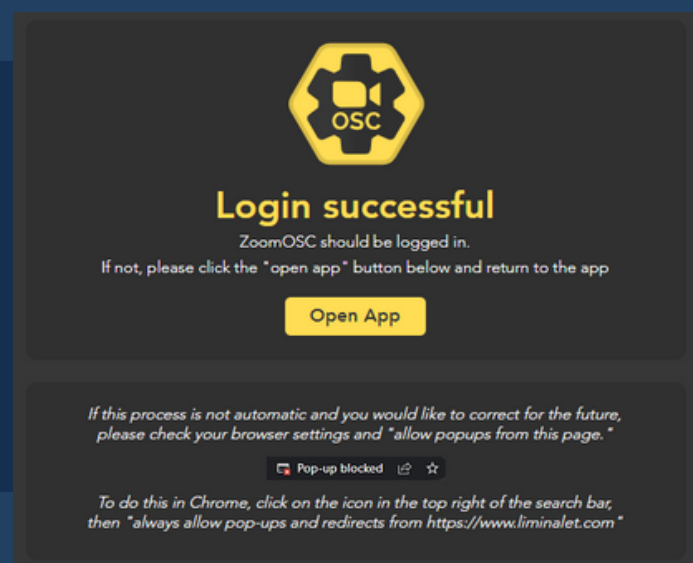 OSC
Login successful
ZoomOSC should be logged in.
If not, please click the "open app" button below and return to the app
Open App
If this process is not automatic and you would like to correct for the future,
please check your browser settings and "allow popups from this page."
Pop-up blocked
To do this in Chrome, click on the icon in the top right of the search bar,
then "always allow pop-ups and redirects from https://www.liminalet.com"